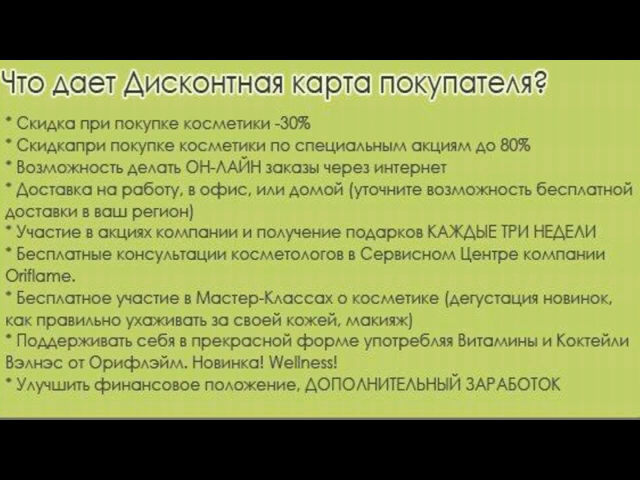 Что дает Дисконтная карта покупателя?
* Скидка при покупке косметики -30%
* Скидкапри покупке косметики по специальным акциям до 80%
* Возможность делать ОН-ЛАЙН заказы через интернет
* Доставка на работу, в офис, или домой (уточните возможность бесплатной
доставки в ваш регион)
* Участие в акциях компании и получение подарков КАЖДЫЕ ТРИ НЕДЕЛИ
* Бесплатные консультации косметологов в Сервисном Центре компании
Oriflame.
* Бесплатное участие в Мастер-Классах о косметике (дегустация новинок,
как правильно ухаживать за своей кожей, макияж)
* Поддерживать себя в прекрасной форме употребляя Витамины и Коктейли
Вэлнэс от Орифлэйм. Новинка! Wellness!
* Улучшить финансовое положение, ДОПОЛНИТЕЛЬНЫЙ ЗАРАБОТОК